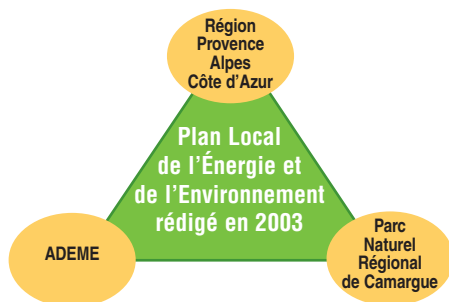 Région
Provence
Alpes
Côte d'Azur
Plan Local
de l'Énergie et
de l'Environnement
rédigé en 2003
ADEME
Parc
Naturel
Régional
de Camargue